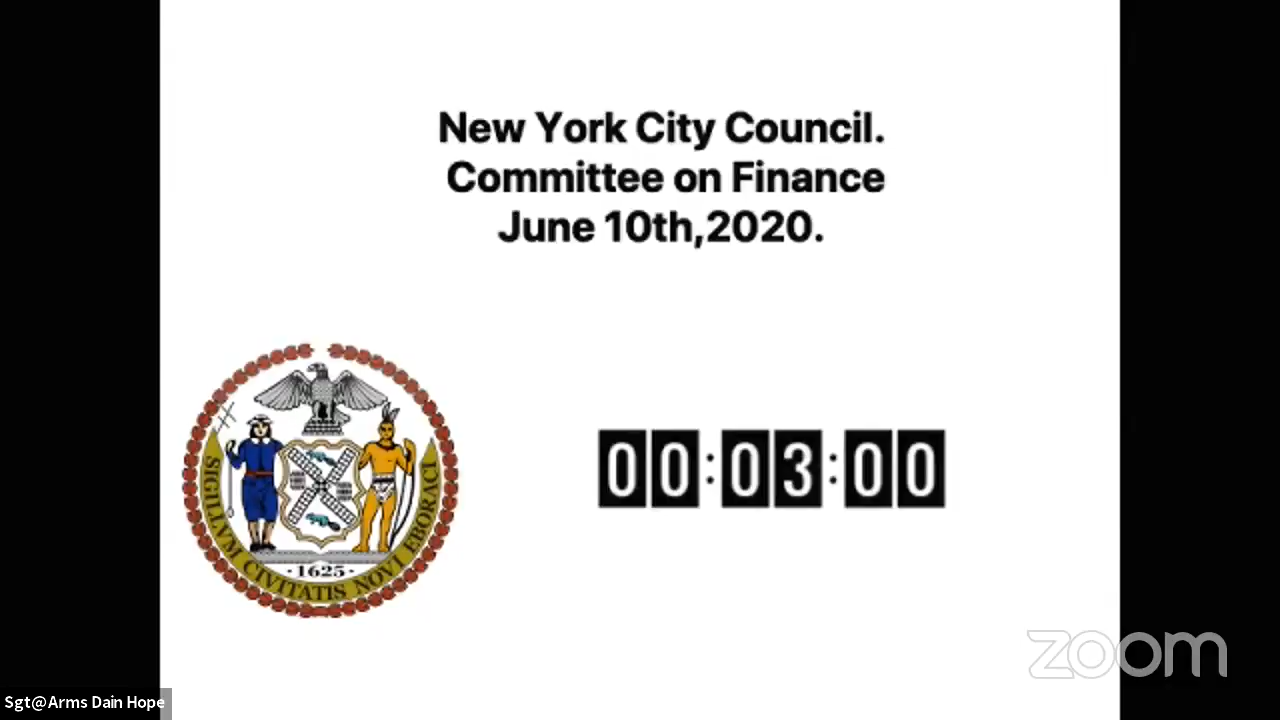 New York City Council.
Committee on Finance
June 10th,2020.
00:03:00
SIGILLVM CIVITATIS NOVI EBORACI
·1625·
zoom
Sgt@Arms Dain Hope